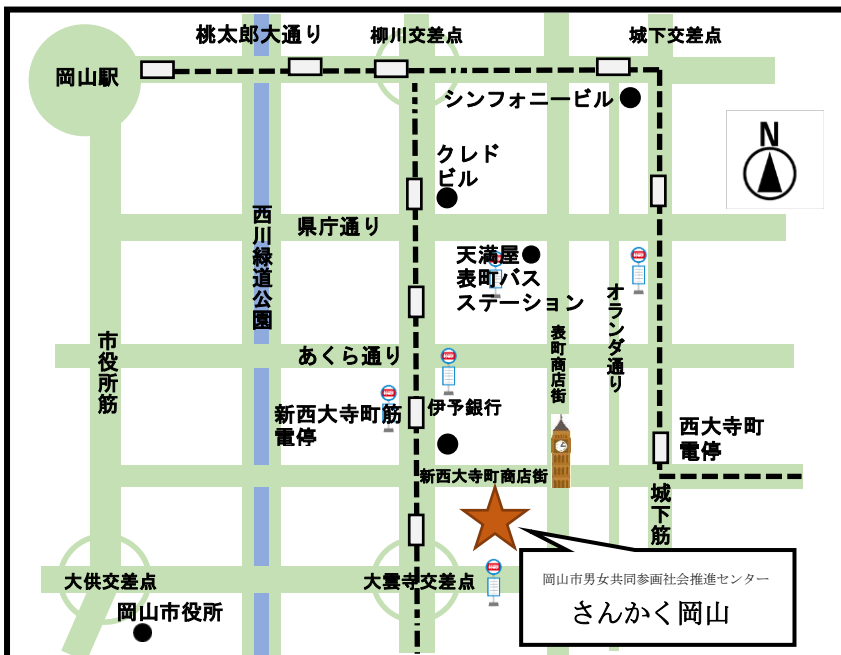 桃太郎大通り
柳川交差点
城下交差点
岡山駅
シンフォニービル
N
クレド
ビル
西川緑道公園
県庁通り
天満屋
表町バス
ステーション
オランダ通り
表町商店街
市役所筋
あくら通り
新西大寺町筋
電停
伊予銀行
西大寺町
電停
新西大寺町商店街
城下筋
大供交差点
大雲寺交差点
岡山市男女共同参画社会推進センター
さんかく岡山
岡山市役所